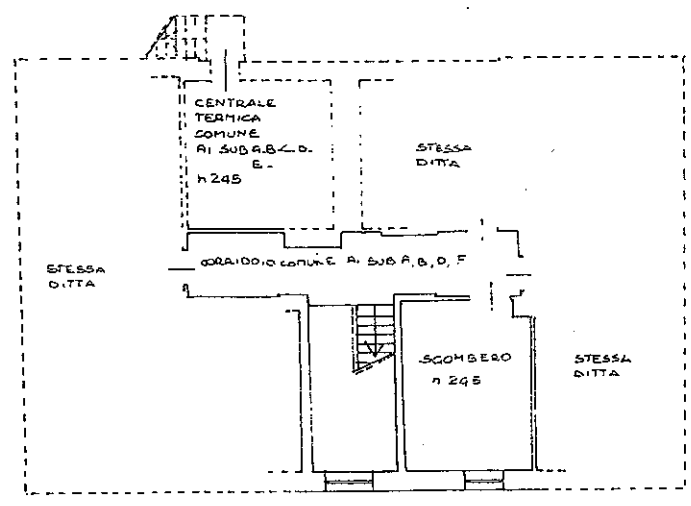 CENTRALE
TERMICA
COMUNE
AI SUB A.B.C.D.
E.
h 245
STESSA
DITTA
CORRIDOIO COMUNE AI SUB A, B, D, F
STESSA
DITTA
SGOMBERO
h 245
STESSA
DITTA